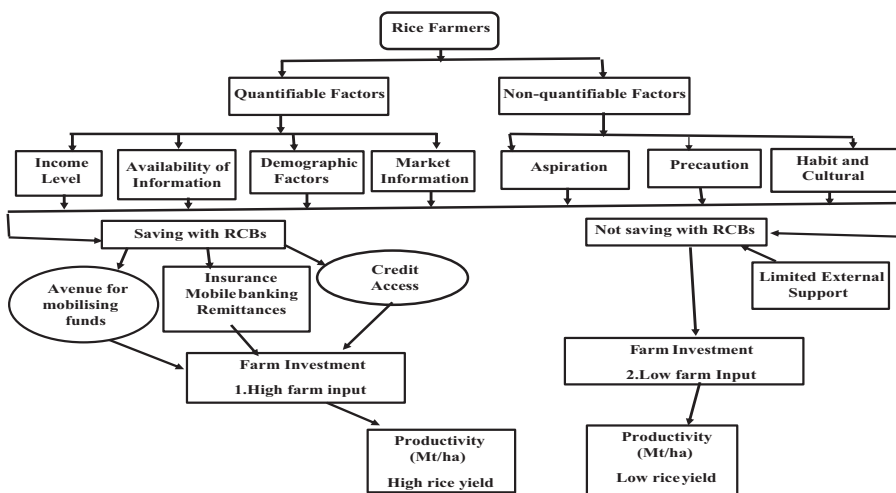 Rice Farmers
Quantifiable Factors
Non-quantifiable Factors
Income
Level
Availability of
Information
Demographic
Factors
Market
Information
Aspiration
Precaution
Habit and
Cultural
Saving with RCBs
Not saving with RCBs
Avenue for
mobilising
funds
Insurance
Mobile banking
Remittances
Credit
Access
Limited External
Support
Farm Investment
1.High farm input
Farm Investment
2.Low farm Input
Productivity
(Mt/ha)
High rice yield
Productivity
(Mt/ha)
Low rice yield